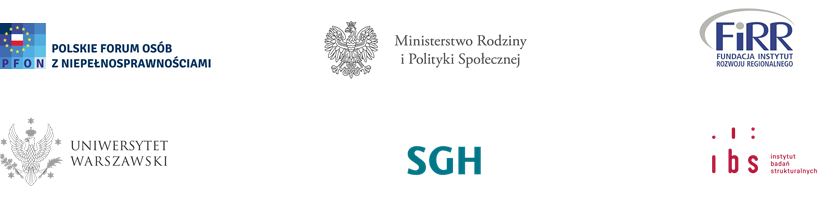 PFON
POLSKIE FORUM OSÓB
Z NIEPEŁNOSPRAWNOŚCIAMI
Ministerstwo Rodziny
i Polityki Społecznej
FiRR
FUNDACJA INSTYTUT
ROZWOJU REGIONALNEGO
UNIWERSYTET
WARSZAWSKI
SGH
ibs
instytut
badań
strukturalnych